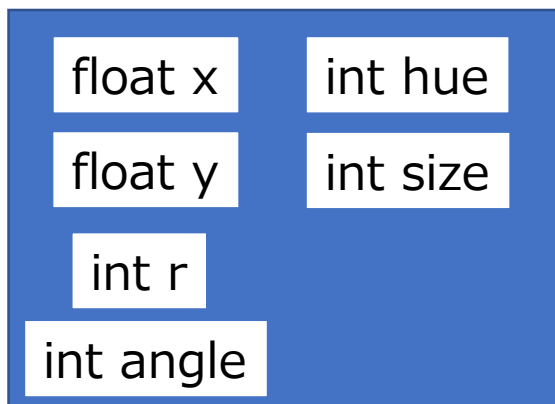 float x
int hue
float y
int size
int r
int angle